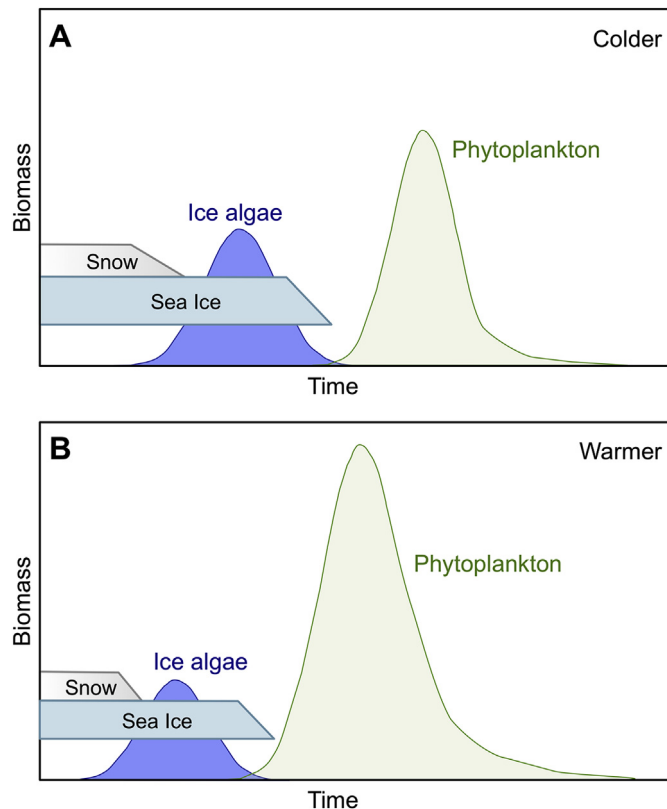 A
Colder
Phytoplankton
Ice algae
Snow
Sea Ice
Biomass
Time
B
Warmer
Phytoplankton
Ice algae
Snow
Sea Ice
Biomass
Time